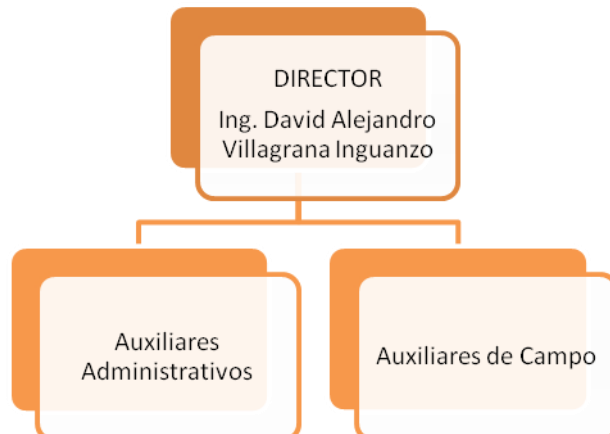 DIRECTOR
Ing. David Alejandro
Villagrana Inguanzo
Auxiliares
Administrativos
Auxiliares de Campo